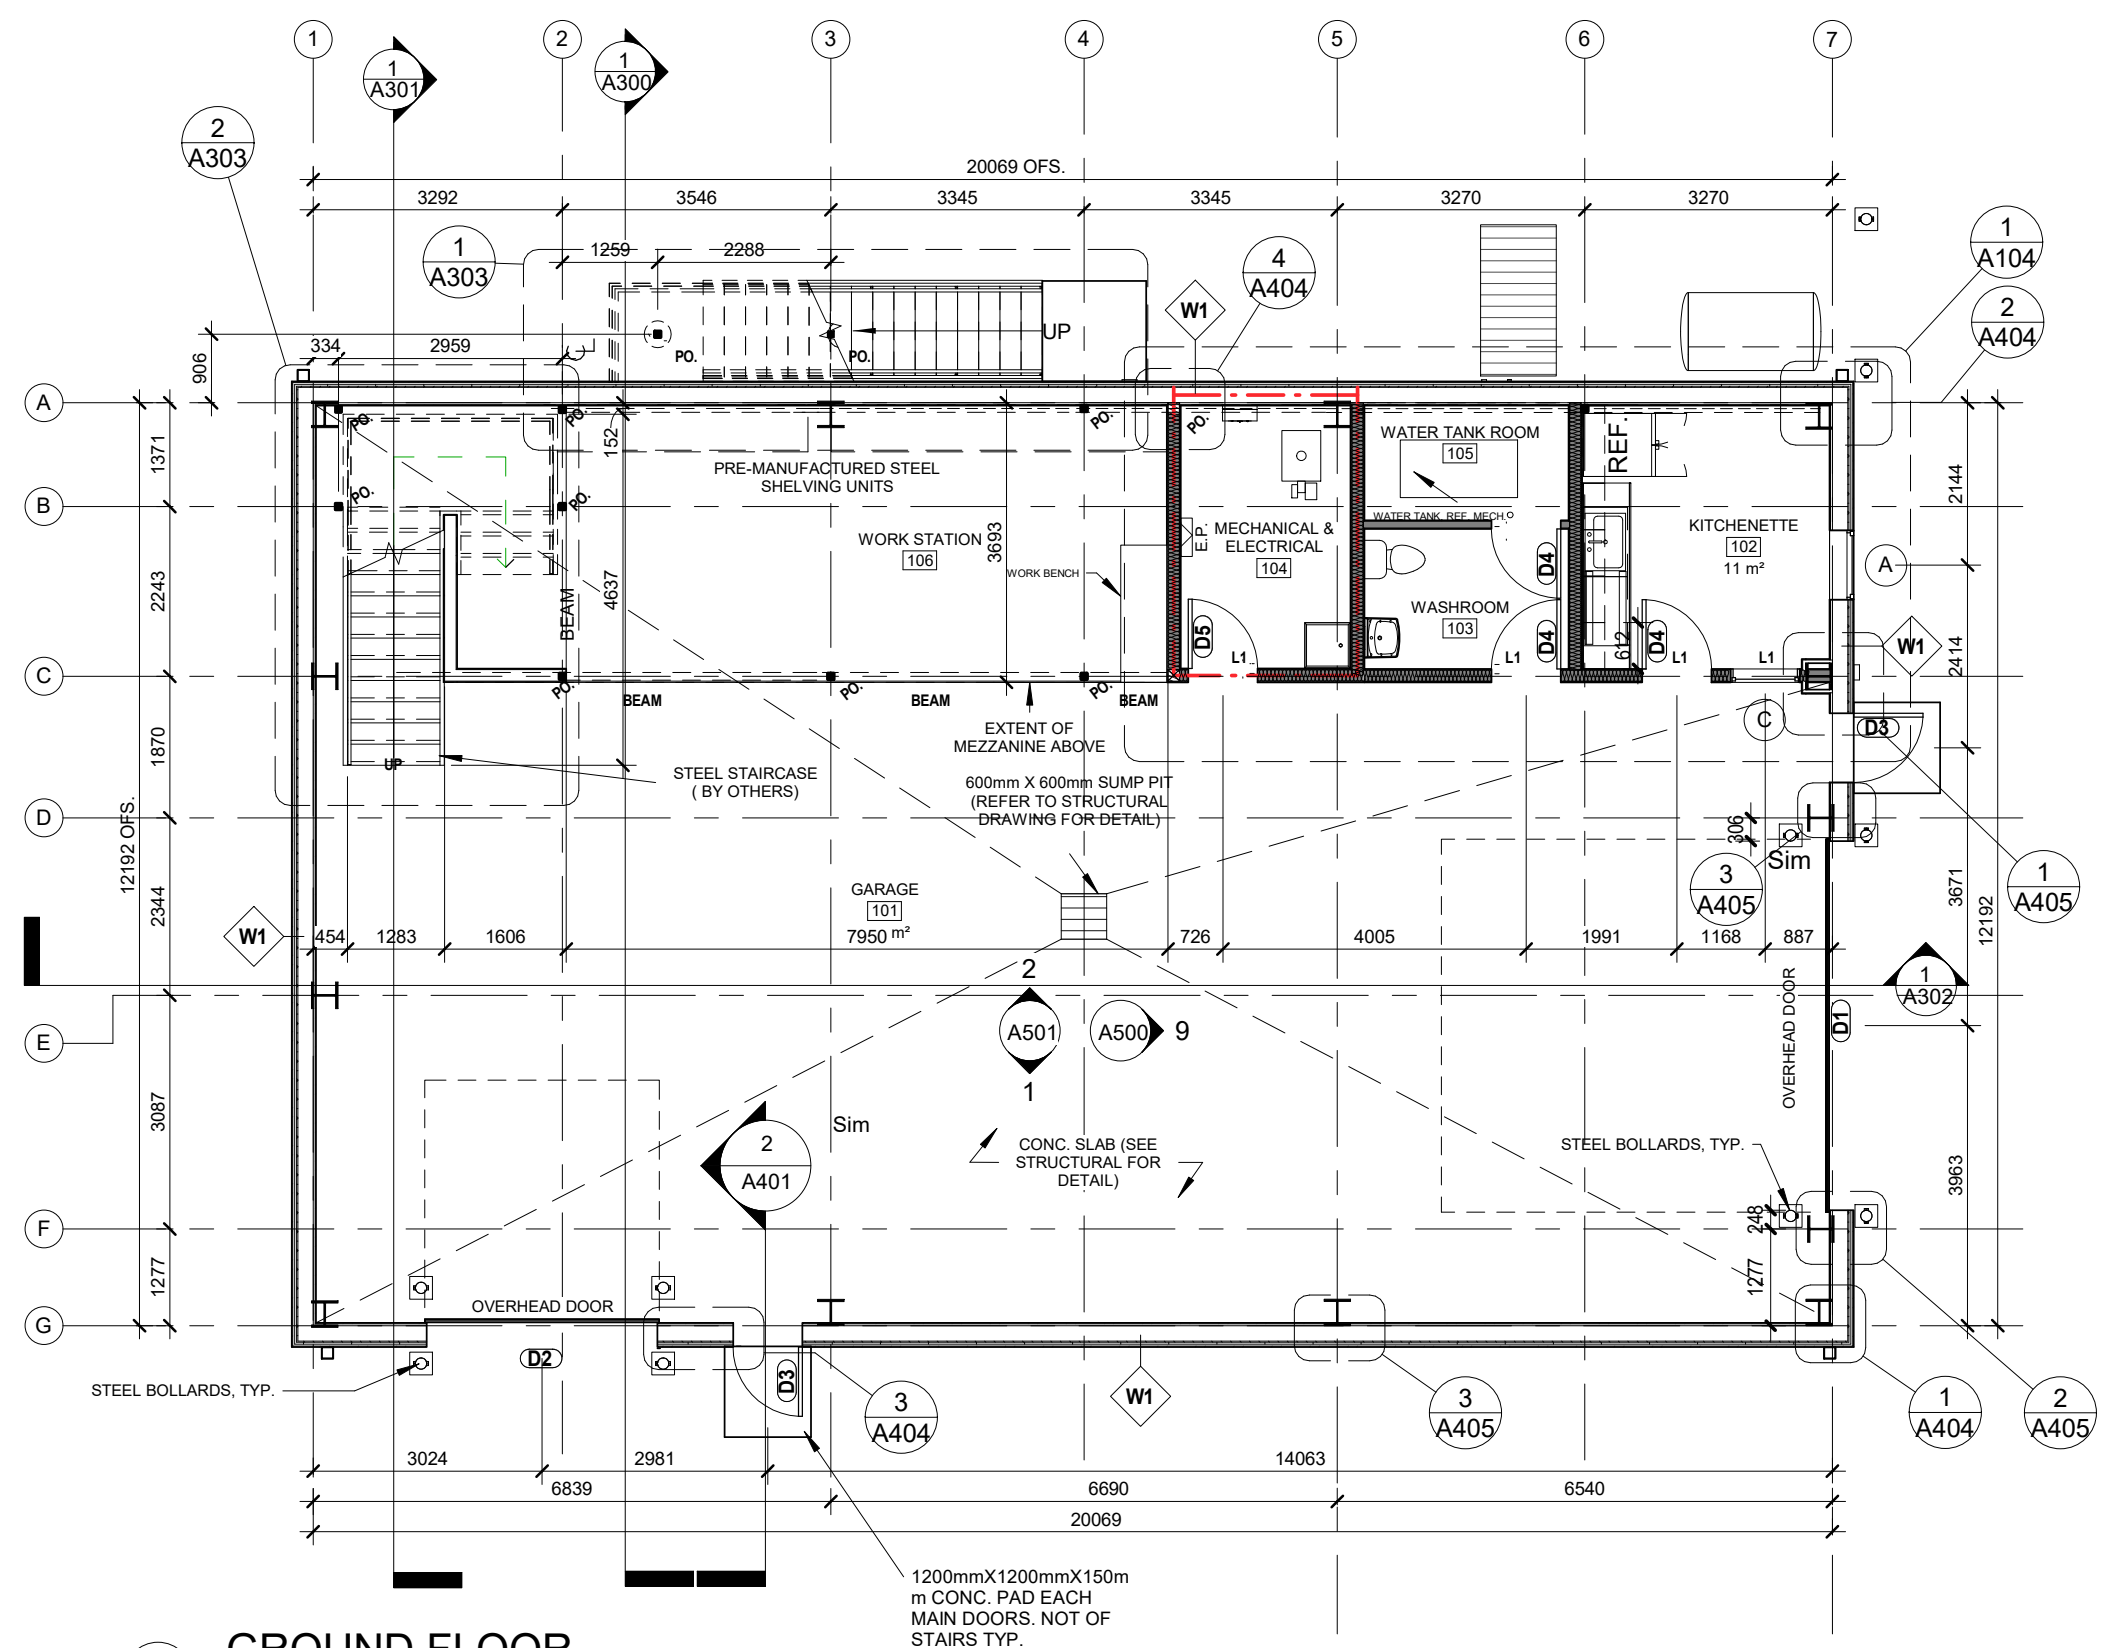 1
2
3
4
5
6
7
1
A301
1
A300
2
A303
20069 OFS.
3292
3546
3345
3345
3270
3270
1
A303
1259
2288
4
A404
1
A104
2
A404
W1
UP
PO.
PO.
334
2959
906
A
B
C
D
E
F
G
1371
2243
1870
2344
3087
1277
12192 OFS.
PO.
PO.
PO.
PO.
PO.
PO.
152
4637
3693
PRE-MANUFACTURED STEEL
SHELVING UNITS
WORK STATION
106
WORK BENCH
BEAM
E.P.
MECHANICAL &
ELECTRICAL
104
WATER TANK ROOM
105
WATER TANK REF. MECH.
WASHROOM
103
REF.
KITCHENETTE
102
11 m²
D5
D4
D4
D4
612
L1
L1
L1
L1
A
W1
2144
2414
3671
3963
12192
PO.
PO.
PO.
BEAM
BEAM
BEAM
EXTENT OF
MEZZANINE ABOVE
C
D3
UP
STEEL STAIRCASE
( BY OTHERS)
600mm X 600mm SUMP PIT
(REFER TO STRUCTURAL
DRAWING FOR DETAIL)
306
Sim
3
A405
1
A405
GARAGE
101
m²
W1
454
1283
1606
7950
726
4005
1991
1168
887
1
A302
OVERHEAD DOOR
D1
2
A501
1
A500
9
2
A401
Sim
CONC. SLAB (SEE
STRUCTURAL FOR
DETAIL)
STEEL BOLLARDS, TYP.
248
1277
OVERHEAD DOOR
D2
D3
STEEL BOLLARDS, TYP.
3
A404
W1
3
A405
1
A404
2
A405
3024
2981
14063
6839
6690
6540
20069
1200mmX1200mmX150m
m CONC. PAD EACH
MAIN DOORS. NOT OF
STAIRS TYP.
GROUND FLOOR